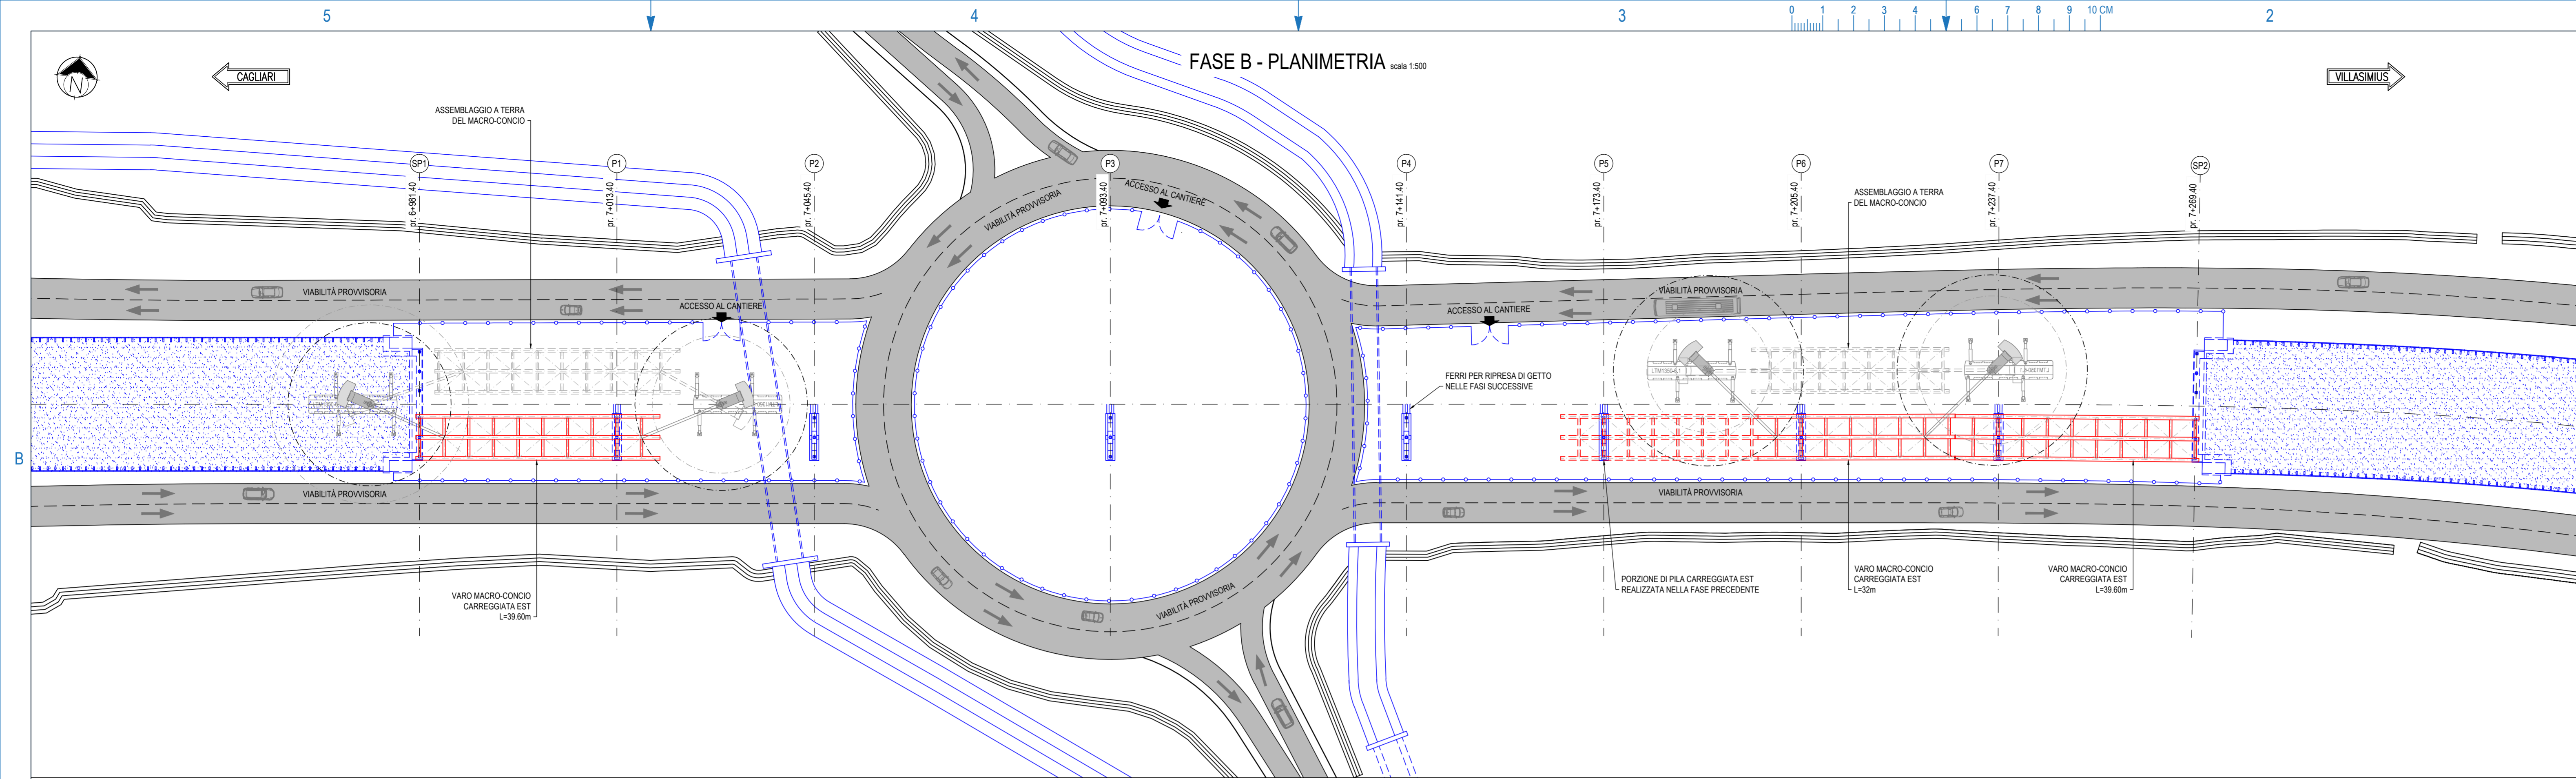 5
4
3
2
0 1 2 3 4 6 7 8 9 10 CM
FASE B - PLANIMETRIA scala 1:500
N
CAGLIARI
VILLASIMIUS
ASSEMBLAGGIO A TERRA
DEL MACRO-CONCIO
SP1
P1
P2
P3
P4
P5
P6
P7
SP2
pr. 6+981.40
pr. 7+013.40
pr. 7+045.40
pr. 7+093.40
pr. 7+141.40
pr. 7+173.40
pr. 7+205.40
pr. 7+237.40
pr. 7+269.40
ASSEMBLAGGIO A TERRA
DEL MACRO-CONCIO
VIABILITÀ PROVVISORIA
ACCESSO AL CANTIERE
VIABILITÀ PROVVISORIA
ACCESSO AL CANTIERE
VIABILITÀ PROVVISORIA
ACCESSO AL CANTIERE
LTM1350-6.1
LTM1350-6.1
FERRI PER RIPRESA DI GETTO
NELLE FASI SUCCESSIVE
B
VIABILITÀ PROVVISORIA
VIABILITÀ PROVVISORIA
VIABILITÀ PROVVISORIA
VARO MACRO-CONCIO
CARREGGIATA EST
L=39.60m
PORZIONE DI PILA CARREGGIATA EST
REALIZZATA NELLA FASE PRECEDENTE
VARO MACRO-CONCIO
CARREGGIATA EST
L=32m
VARO MACRO-CONCIO
CARREGGIATA EST
L=39.60m